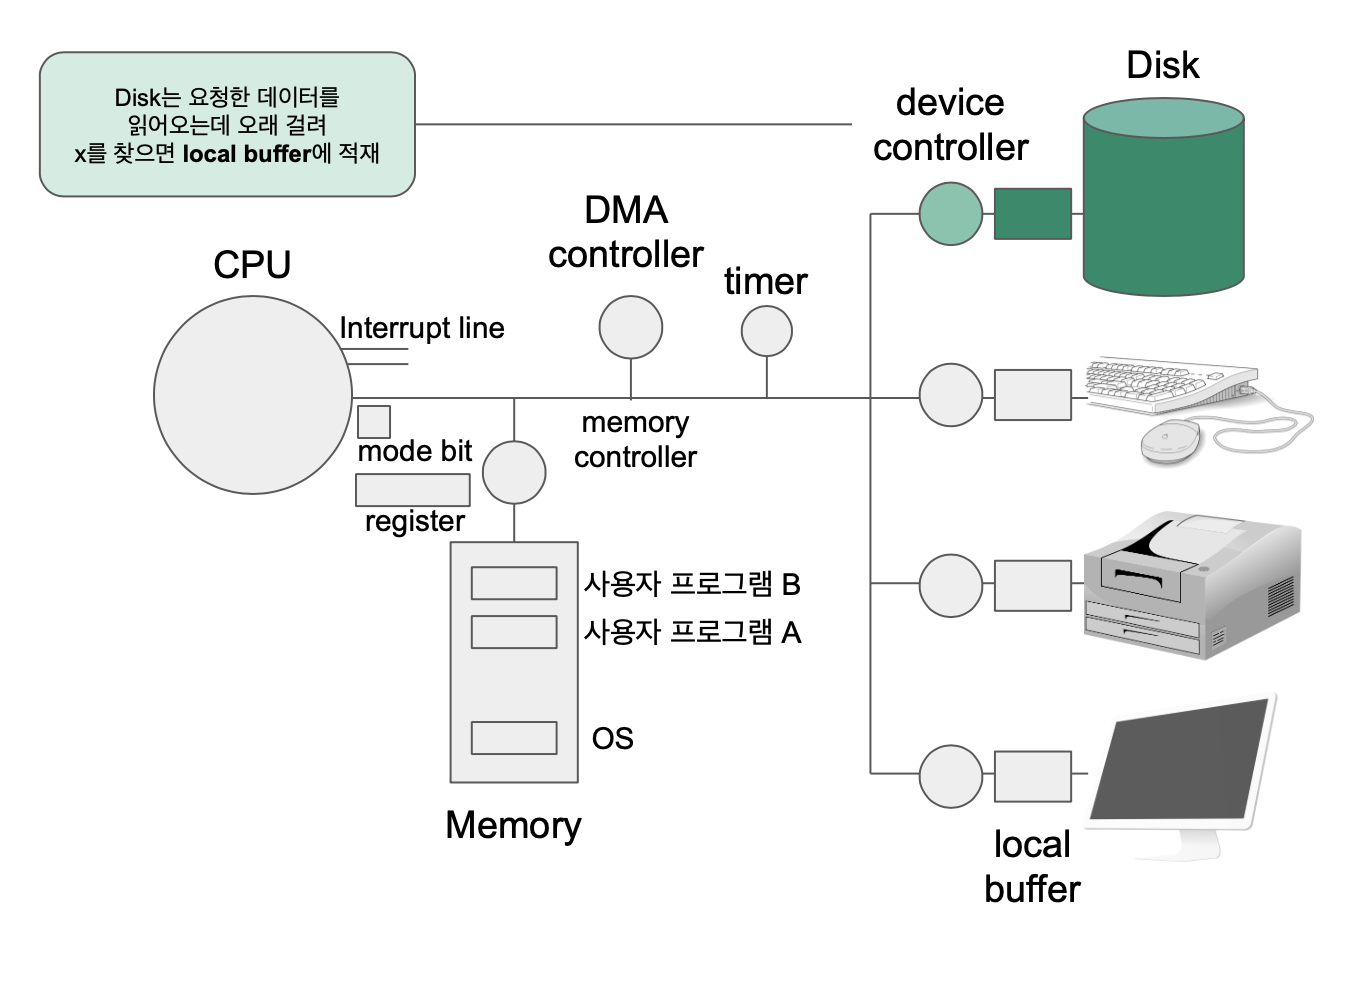 Disk는 요청한 데이터를
읽어오는데 오래 걸려
x를 찾으면 local buffer에 적재
Disk
device
controller
DMA
controller
timer
CPU
Interrupt line
memory
controller
mode bit
register
사용자 프로그램 B
사용자 프로그램 A
OS
Memory
local
buffer